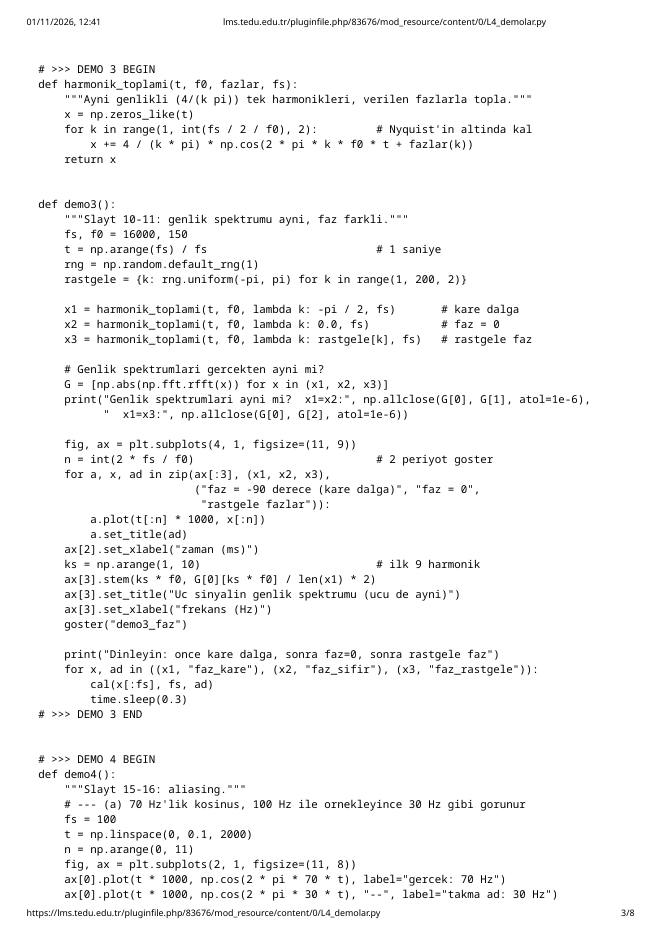 01/11/2026, 12:41 lms.tedu.edu.tr/pluginfile.php/83676/mod_resource/content/0/L4_demolar.py
# >>> DEMO 3 BEGIN
def harmonik_toplami(t, f0, fazlar, fs):
    """Ayni genlikli (4/(k pi)) tek harmonikleri, verilen fazlarla topla."""
    x = np.zeros_like(t)
    for k in range(1, int(fs / 2 / f0), 2):         # Nyquist'in altinda kal
        x += 4 / (k * pi) * np.cos(2 * pi * k * f0 * t + fazlar(k))
    return x
def demo3():
    """Slayt 10-11: genlik spektrumu ayni, faz farkli."""
    fs, f0 = 16000, 150
    t = np.arange(fs) / fs                          # 1 saniye
    rng = np.random.default_rng(1)
    rastgele = {k: rng.uniform(-pi, pi) for k in range(1, 200, 2)}
    x1 = harmonik_toplami(t, f0, lambda k: -pi / 2, fs)       # kare dalga
    x2 = harmonik_toplami(t, f0, lambda k: 0.0, fs)           # faz = 0
    x3 = harmonik_toplami(t, f0, lambda k: rastgele[k], fs)   # rastgele faz
    # Genlik spektrumlari gercekten ayni mi?
    G = [np.abs(np.fft.rfft(x)) for x in (x1, x2, x3)]
    print("Genlik spektrumlari ayni mi?  x1=x2:", np.allclose(G[0], G[1], atol=1e-6),
          "  x1=x3:", np.allclose(G[0], G[2], atol=1e-6))
    fig, ax = plt.subplots(4, 1, figsize=(11, 9))
    n = int(2 * fs / f0)                            # 2 periyot goster
    for a, x, ad in zip(ax[:3], (x1, x2, x3),
                        ("faz = -90 derece (kare dalga)", "faz = 0",
                         "rastgele fazlar")):
        a.plot(t[:n] * 1000, x[:n])
        a.set_title(ad)
    ax[2].set_xlabel("zaman (ms)")
    ks = np.arange(1, 10)                           # ilk 9 harmonik
    ax[3].stem(ks * f0, G[0][ks * f0] / len(x1) * 2)
    ax[3].set_title("Uc sinyalin genlik spektrumu (ucu de ayni)")
    ax[3].set_xlabel("frekans (Hz)")
    goster("demo3_faz")
    print("Dinleyin: once kare dalga, sonra faz=0, sonra rastgele faz")
    for x, ad in ((x1, "faz_kare"), (x2, "faz_sifir"), (x3, "faz_rastgele")):
        cal(x[:fs], fs, ad)
        time.sleep(0.3)
# >>> DEMO 3 END
# >>> DEMO 4 BEGIN
def demo4():
    """Slayt 15-16: aliasing."""
    # --- (a) 70 Hz'lik kosinus, 100 Hz ile ornekleyince 30 Hz gibi gorunur
    fs = 100
    t = np.linspace(0, 0.1, 2000)
    n = np.arange(0, 11)
    fig, ax = plt.subplots(2, 1, figsize=(11, 8))
    ax[0].plot(t * 1000, np.cos(2 * pi * 70 * t), label="gercek: 70 Hz")
    ax[0].plot(t * 1000, np.cos(2 * pi * 30 * t), "--", label="takma ad: 30 Hz")
https://lms.tedu.edu.tr/pluginfile.php/83676/mod_resource/content/0/L4_demolar.py 3/8